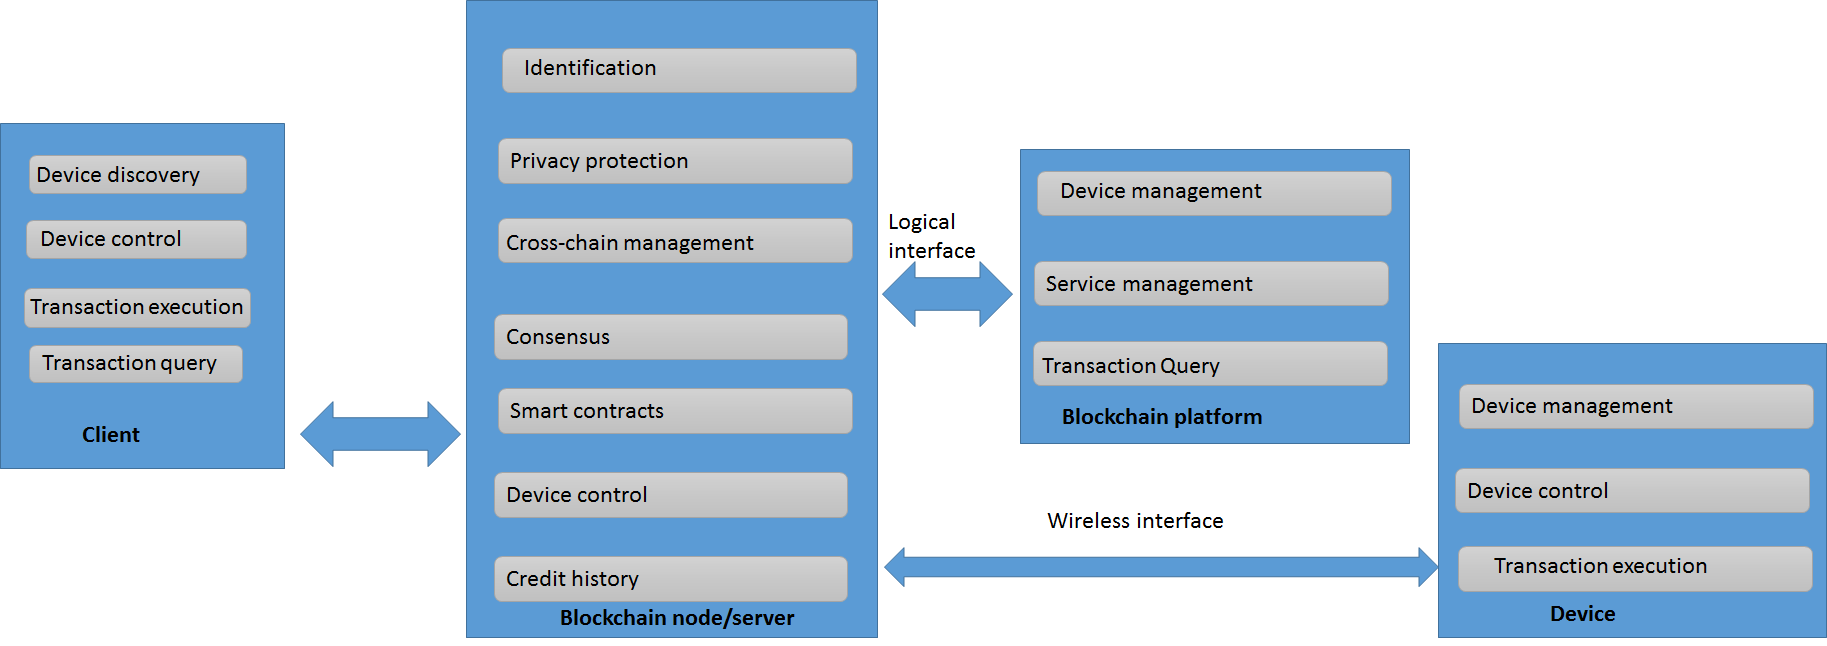 Device discovery
Device control
Transaction execution
Transaction query
Client
Identification
Privacy protection
Cross-chain management
Consensus
Smart contracts
Device control
Credit history
Blockchain node/server
Logical
interface
Device management
Service management
Transaction Query
Blockchain platform
Wireless interface
Device management
Device control
Transaction execution
Device